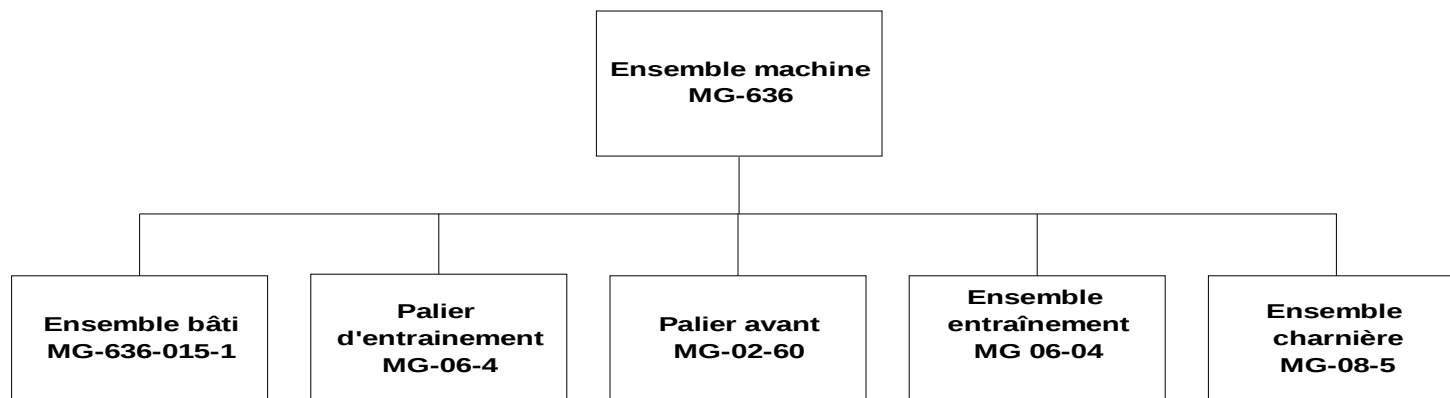 Ensemble machine
MG-636
Ensemble bâti
MG-636-015-1
Palier
d'entrainement
MG-06-4
Palier avant
MG-02-60
Ensemble
entraînement
MG 06-04
Ensemble
charnière
MG-08-5